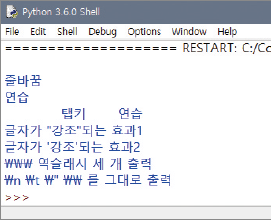 Python 3.6.0 Shell
File Edit Shell Debug Options Window Help
==================== RESTART: C:/Co
줄바꿈
연습
탭키 연습
글자가 "강조"되는 효과1
글자가 '강조'되는 효과2
₩₩₩ 역슬래시 세 개 출력
₩n ₩t ₩" ₩₩ 를 그대로 출력
>>>